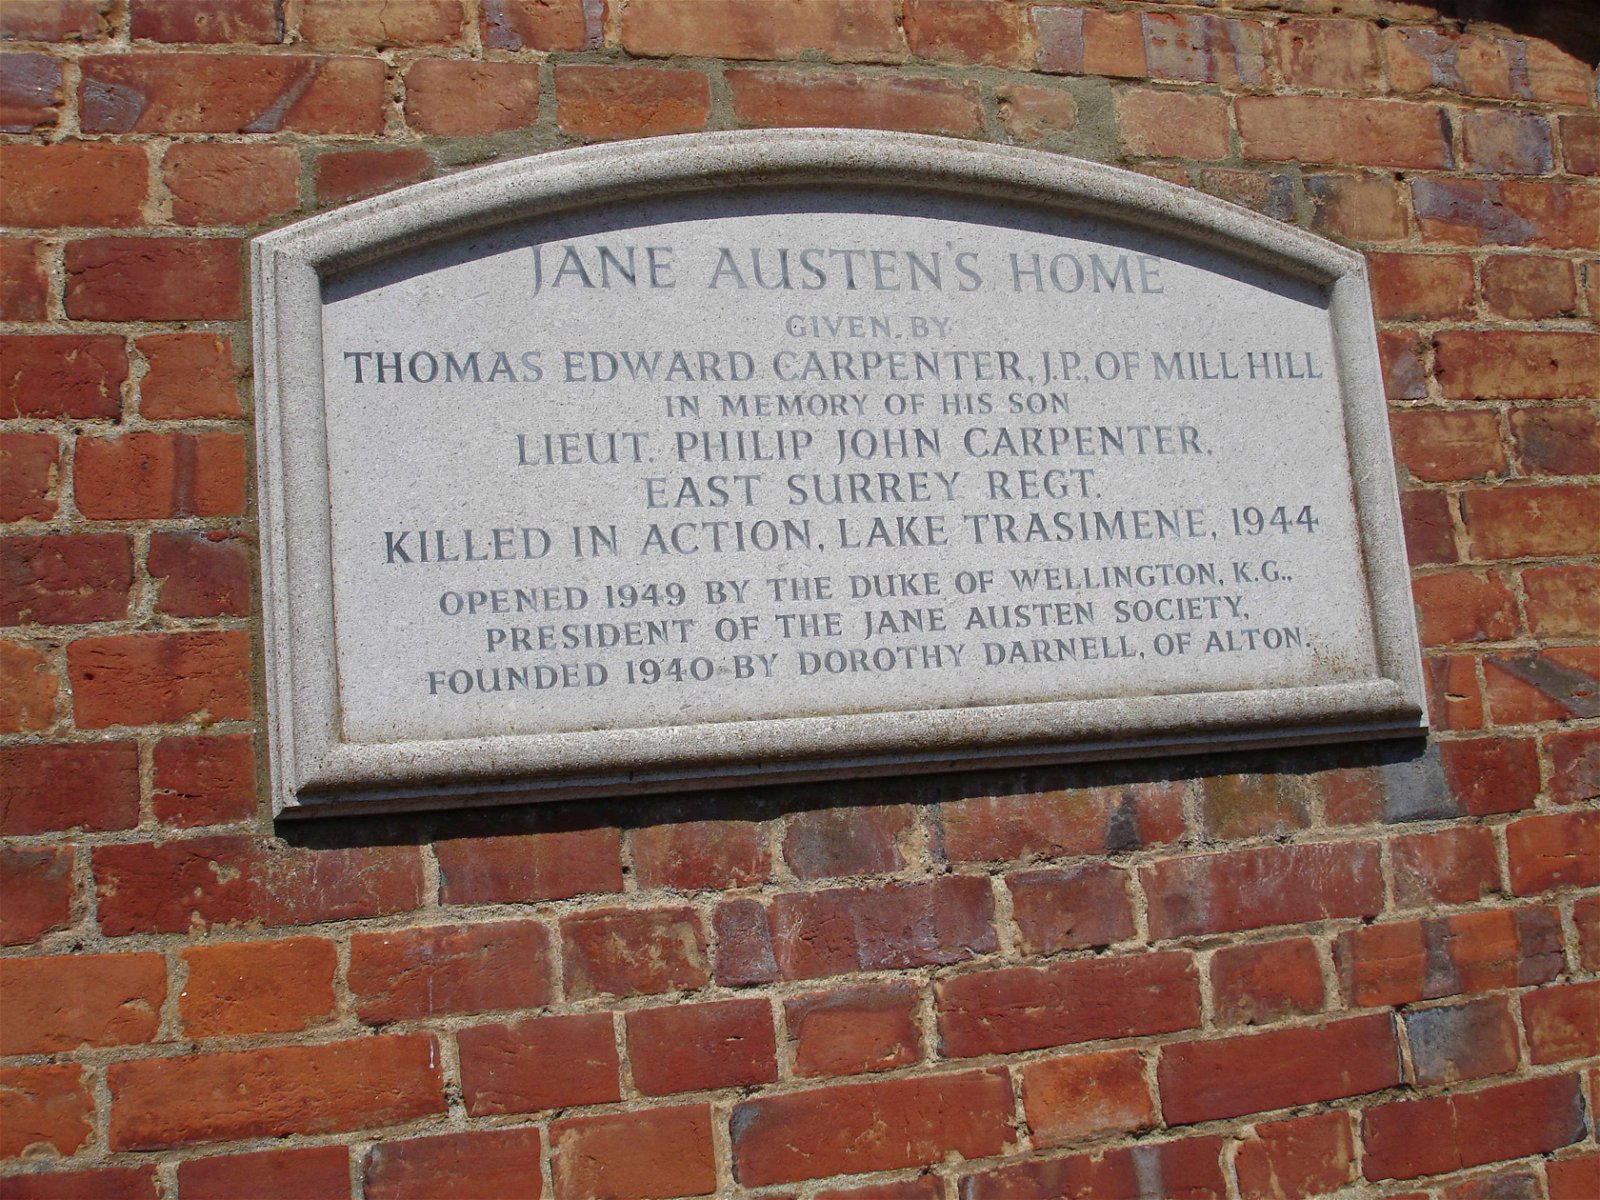 JANE AUSTEN'S HOME
GIVEN BY
THOMAS EDWARD CARPENTER, J.P., OF MILL HILL
IN MEMORY OF HIS SON
LIEUT. PHILIP JOHN CARPENTER,
EAST SURREY REGT.
KILLED IN ACTION, LAKE TRASIMENE, 1944
OPENED 1949 BY THE DUKE OF WELLINGTON, K.G.,
PRESIDENT OF THE JANE AUSTEN SOCIETY,
FOUNDED 1940 BY DOROTHY DARNELL, OF ALTON.